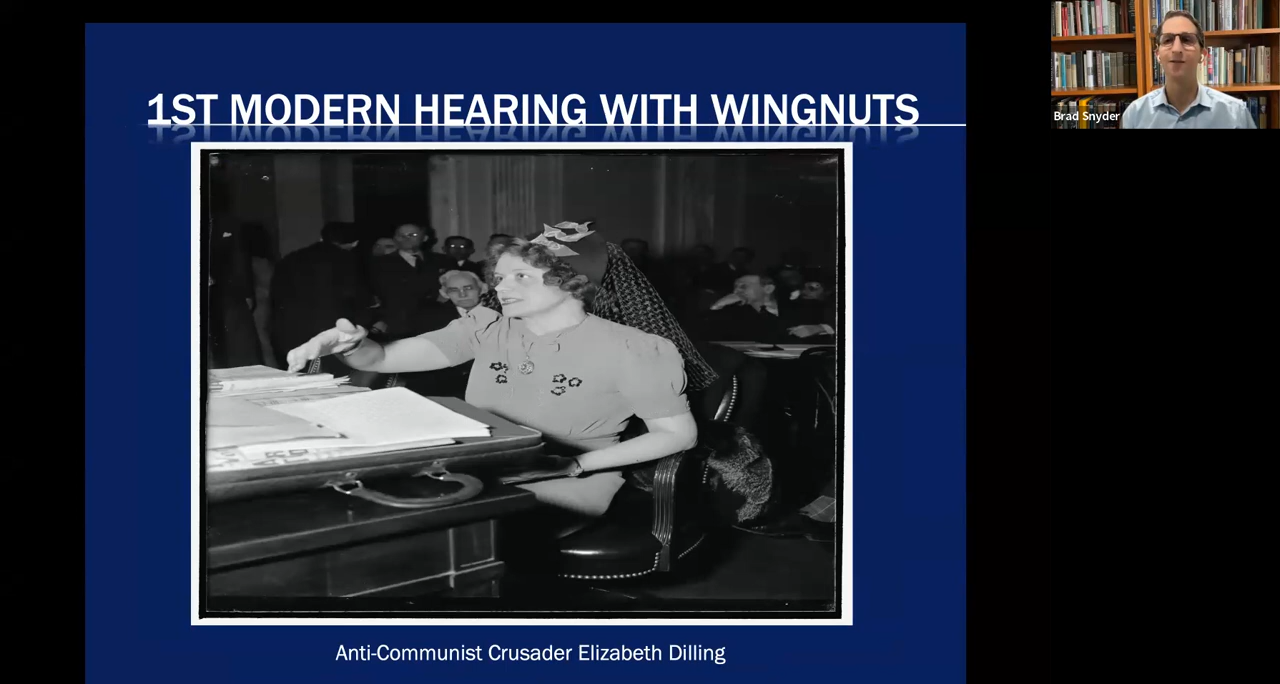 1ST MODERN HEARING WITH WINGNUTS
Anti-Communist Crusader Elizabeth Dilling
Brad Snyder